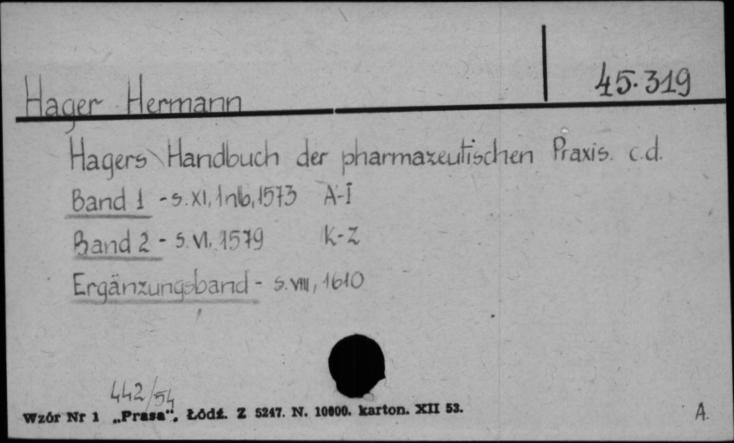 45.319
Hager Hermann
Hagers Handbuch der pharmazeutischen Praxis. c.d.
Band 1 - s. XI, 1nlb, 1573 A-I
Band 2 - s. VI, 1579 K-Z
Ergänzungsband - s. VIII, 1610
442/54
Wzór Nr 1 „Prasa“, Łódź. Z 5247. N. 10000. karton. XII 53.
A.